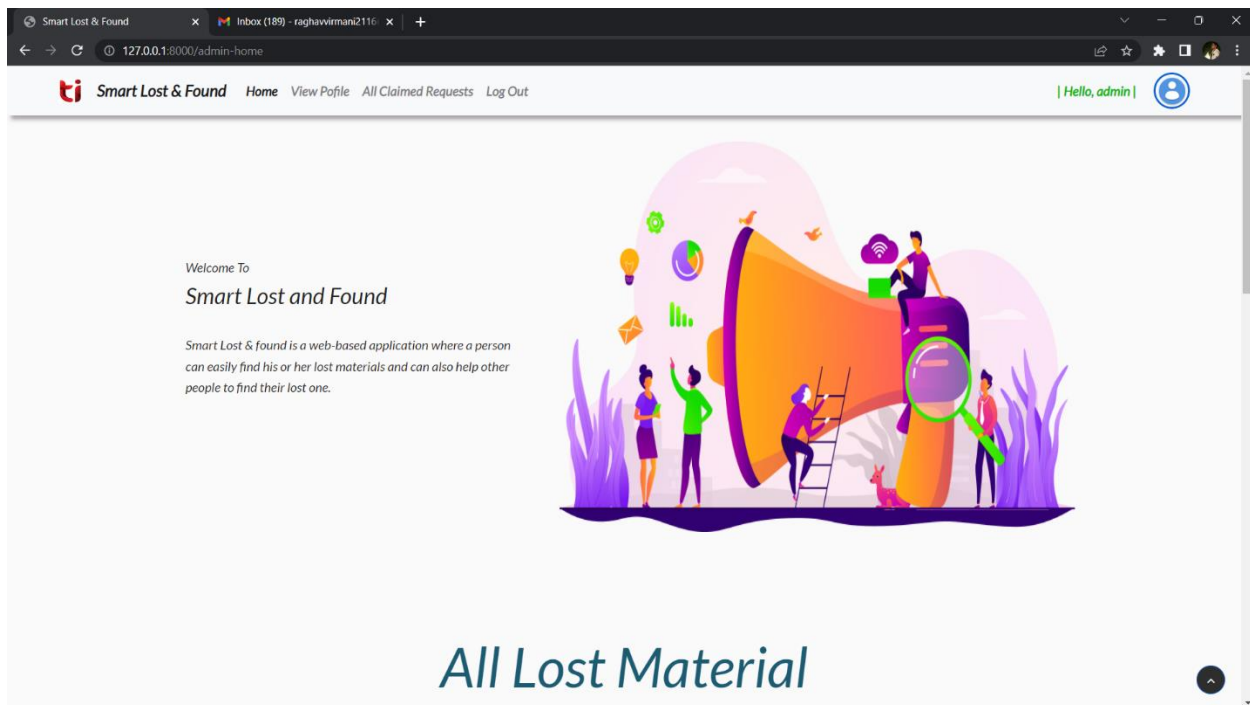 Smart Lost & Found
Inbox (189) - raghavvirmani2116
127.0.0.1:8000/admin-home
ti Smart Lost & Found Home View Pofile All Claimed Requests Log Out | Hello, admin |
Welcome To
Smart Lost and Found
Smart Lost & found is a web-based application where a person
can easily find his or her lost materials and can also help other
people to find their lost one.
All Lost Material